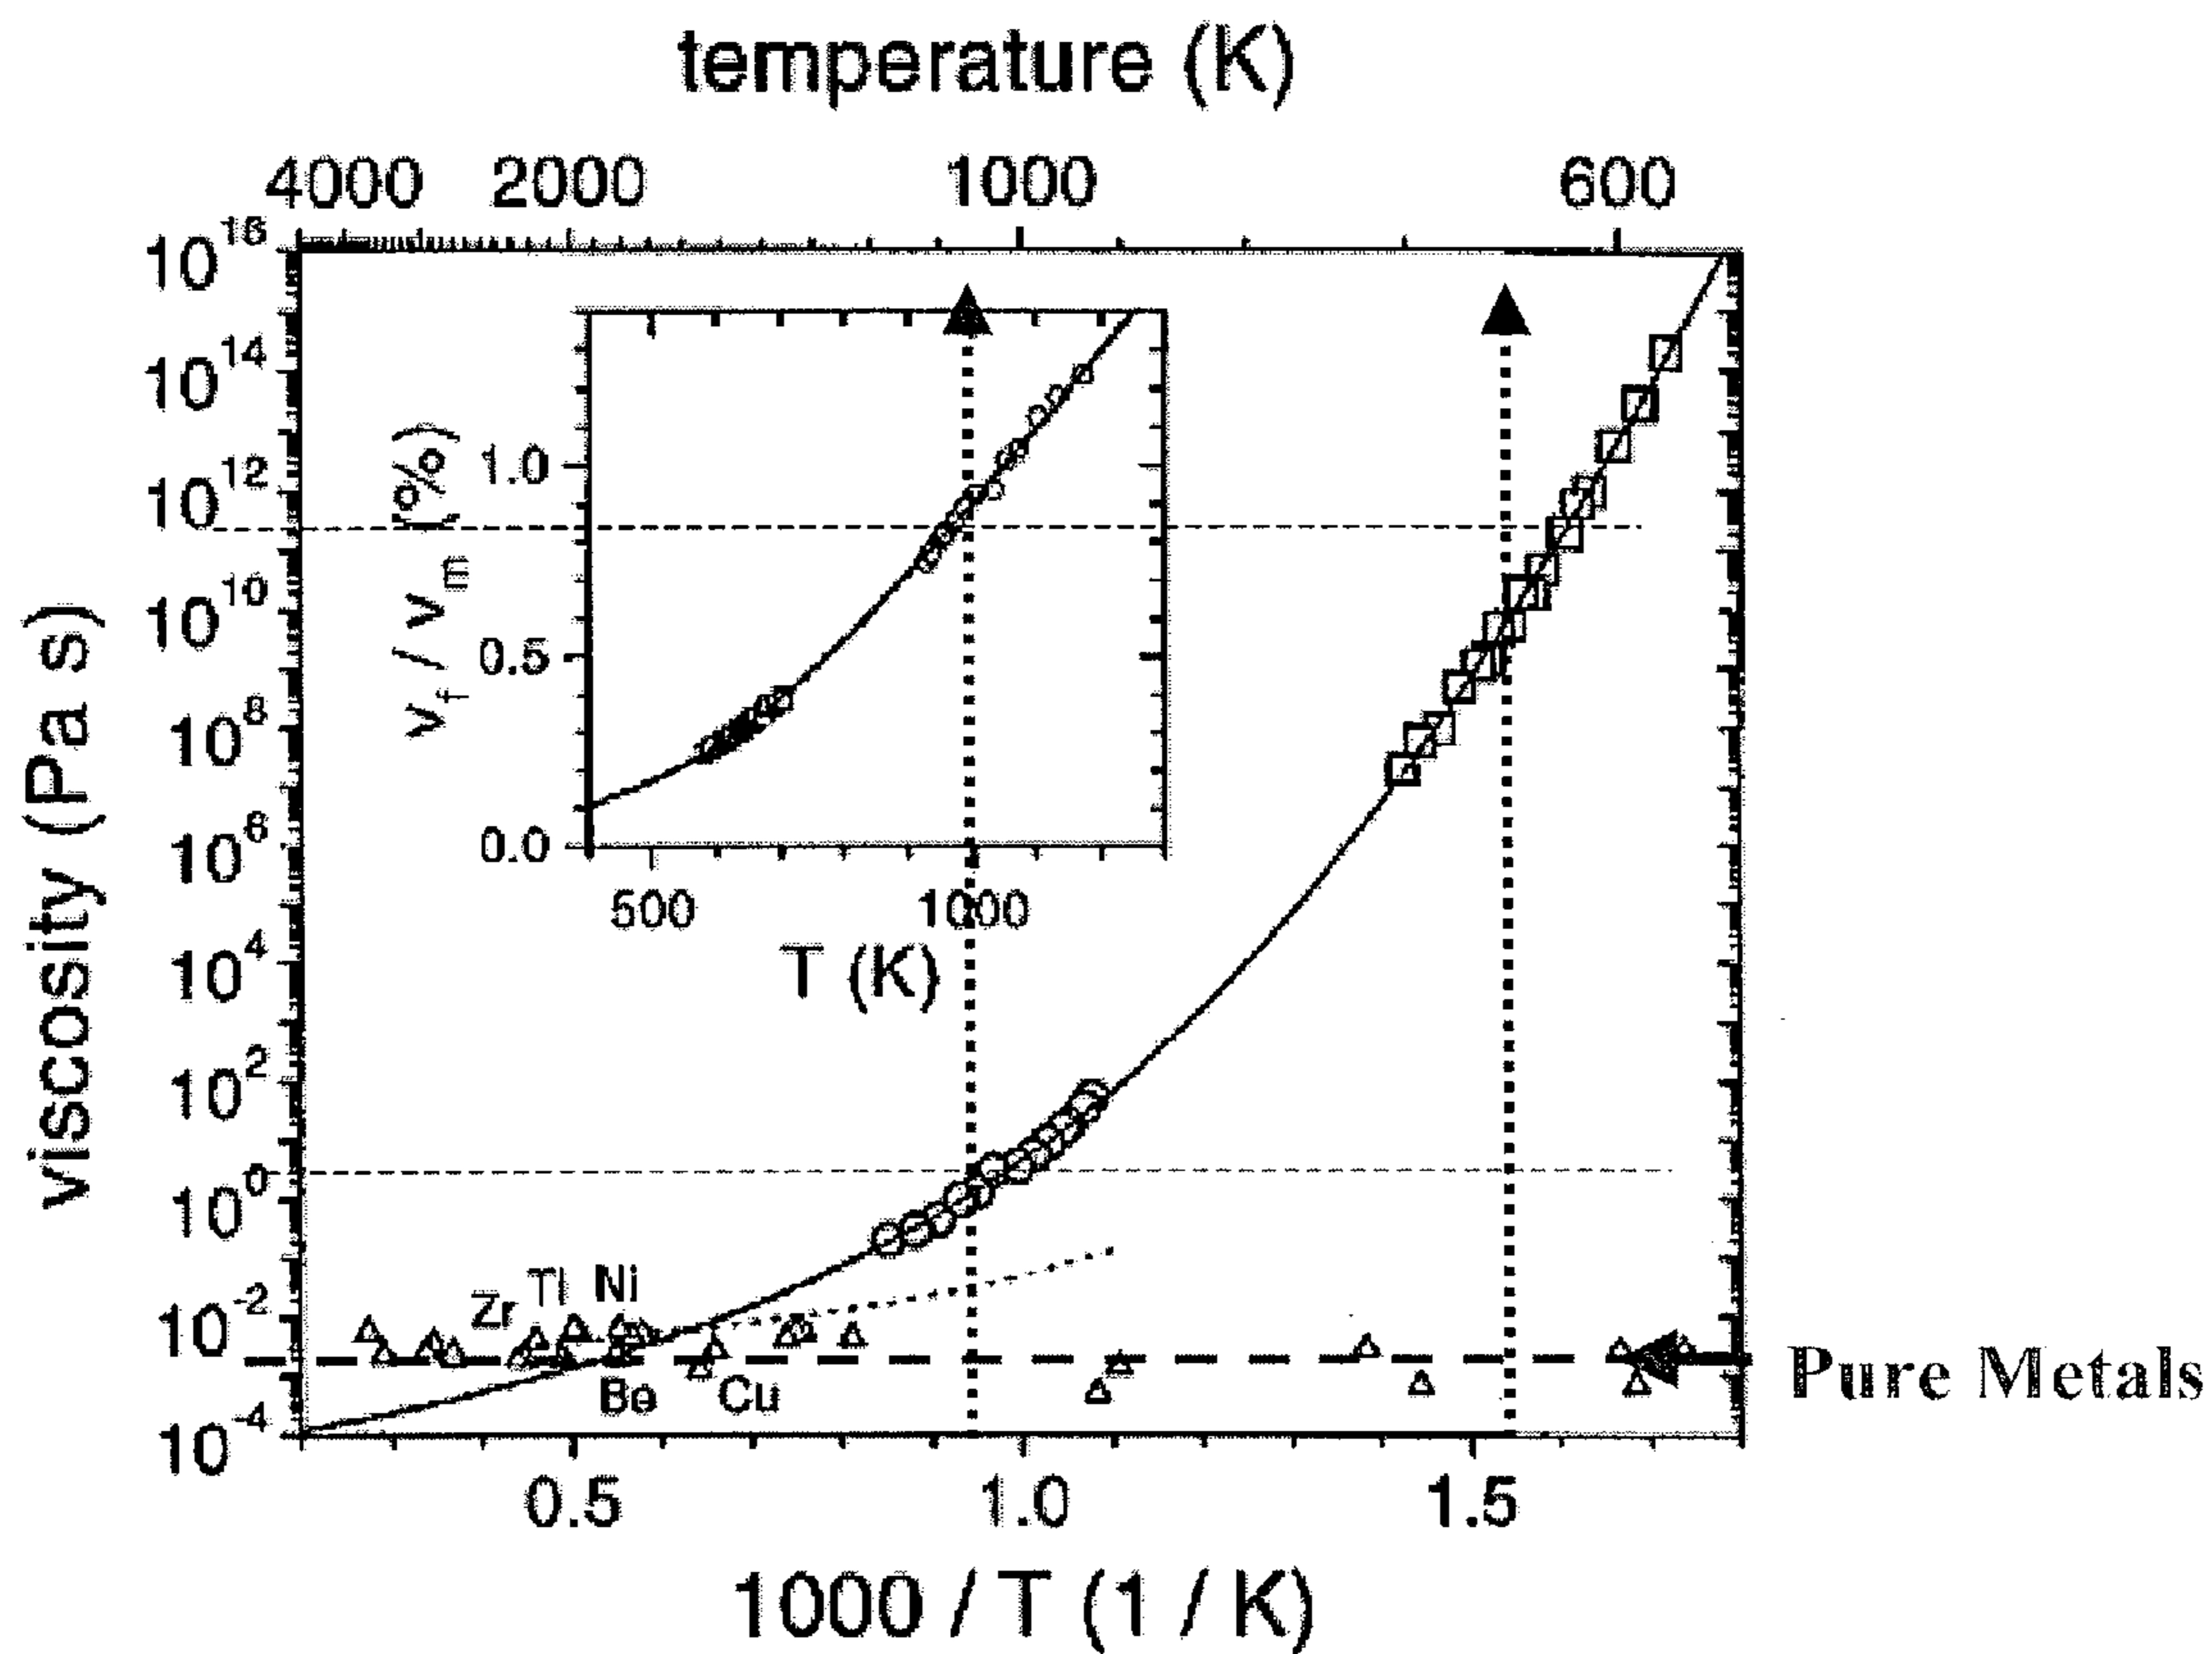 temperature (K)
4000 2000 1000 600
10^16
10^14
10^12
10^10
10^8
10^6
10^4
10^2
10^0
10^-2
10^-4
viscosity (Pa s)
v_f / v_m (%)
1.0
0.5
0.0
500 1000
T (K)
Zr Ti Ni
Be Cu
Pure Metals
0.5 1.0 1.5
1000 / T (1 / K)